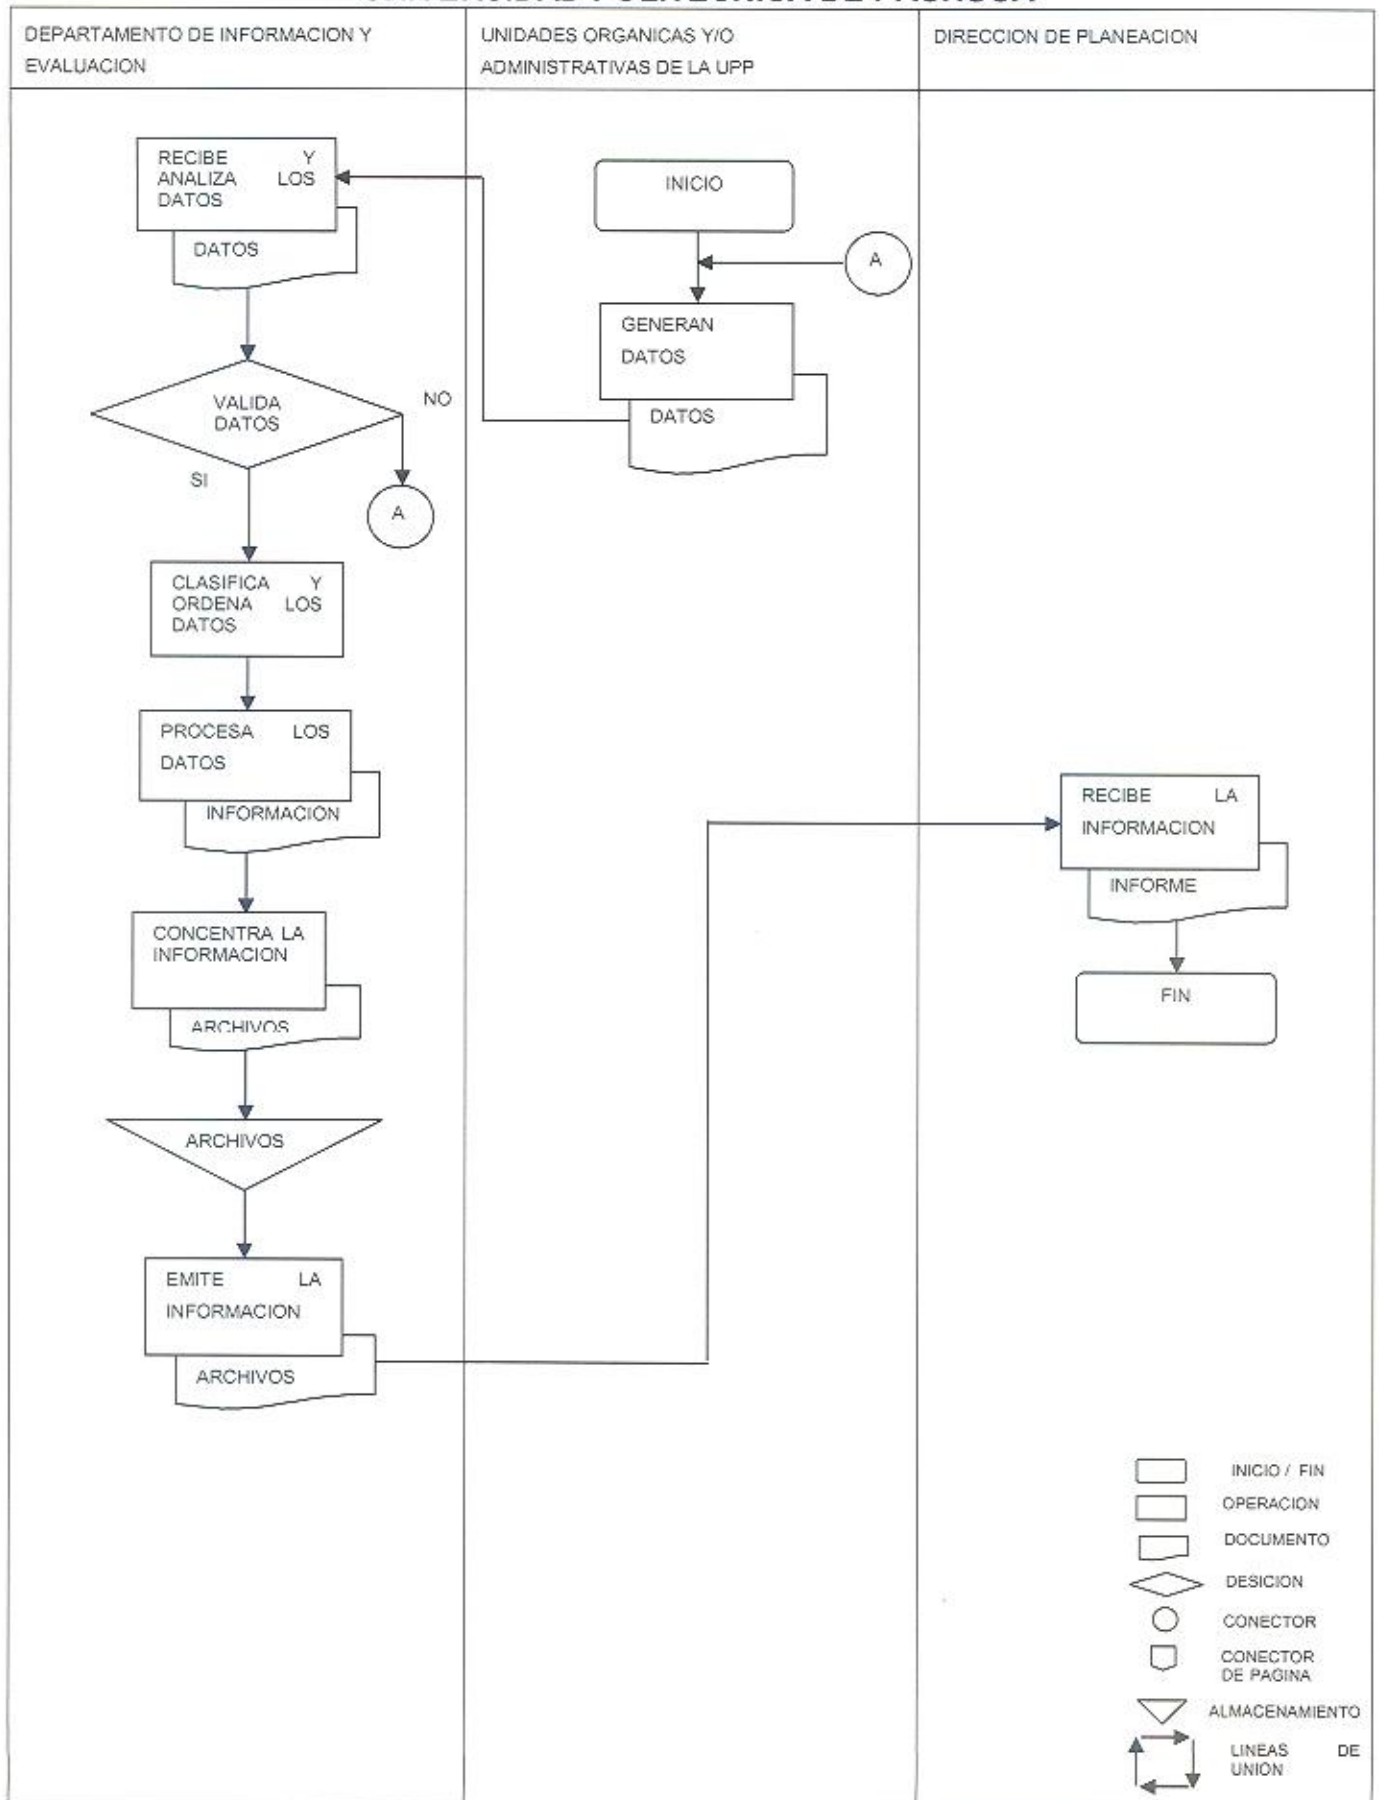 DEPARTAMENTO DE INFORMACION Y
EVALUACION
UNIDADES ORGANICAS Y/O
ADMINISTRATIVAS DE LA UPP
DIRECCION DE PLANEACION
RECIBE Y
ANALIZA LOS
DATOS
DATOS
VALIDA
DATOS
NO
SI
A
CLASIFICA Y
ORDENA LOS
DATOS
PROCESA LOS
DATOS
INFORMACION
CONCENTRA LA
INFORMACION
ARCHIVOS
ARCHIVOS
EMITE LA
INFORMACION
ARCHIVOS
INICIO
A
GENERAN
DATOS
DATOS
RECIBE LA
INFORMACION
INFORME
FIN
INICIO / FIN
OPERACION
DOCUMENTO
DESICION
CONECTOR
CONECTOR
DE PAGINA
ALMACENAMIENTO
LINEAS DE
UNION